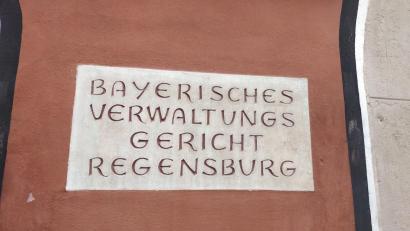 BAYERISCHES
VERWALTUNGS
GERICHT
REGENSBURG